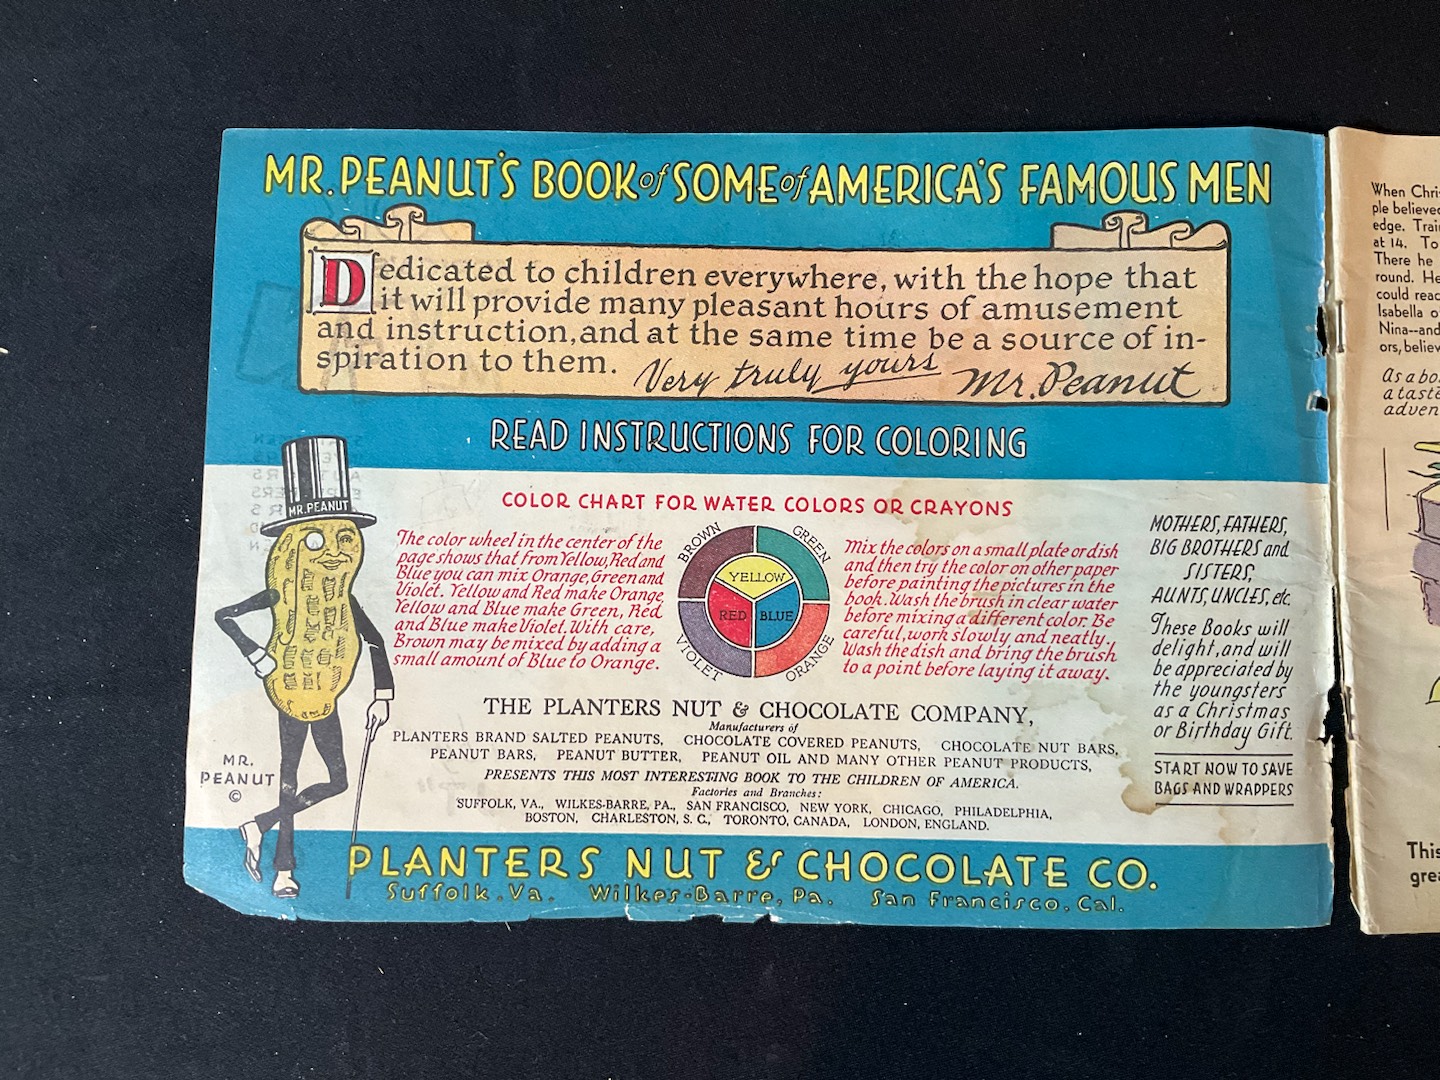 MR. PEANUT'S BOOK of SOME of AMERICA'S FAMOUS MEN
Dedicated to children everywhere, with the hope that
it will provide many pleasant hours of amusement
and instruction, and at the same time be a source of in-
spiration to them. Very truly yours Mr. Peanut
READ INSTRUCTIONS FOR COLORING
COLOR CHART FOR WATER COLORS OR CRAYONS
The color wheel in the center of the
page shows that from Yellow, Red and
Blue you can mix Orange, Green and
Violet. Yellow and Red make Orange,
Yellow and Blue make Green, Red
and Blue make Violet. With care,
Brown may be mixed by adding a
small amount of Blue to Orange.
BROWN
GREEN
YELLOW
RED
BLUE
VIOLET
ORANGE
Mix the colors on a small plate or dish
and then try the color on other paper
before painting the pictures in the
book. Wash the brush in clear water
before mixing a different color. Be
careful, work slowly and neatly.
Wash the dish and bring the brush
to a point before laying it away.
MOTHERS, FATHERS,
BIG BROTHERS and
SISTERS,
AUNTS, UNCLES, etc.
These Books will
delight, and will
be appreciated by
the youngsters
as a Christmas
or Birthday Gift.
START NOW TO SAVE
BAGS AND WRAPPERS
MR. PEANUT
MR.
PEANUT
©
THE PLANTERS NUT & CHOCOLATE COMPANY,
Manufacturers of
PLANTERS BRAND SALTED PEANUTS, CHOCOLATE COVERED PEANUTS, CHOCOLATE NUT BARS,
PEANUT BARS, PEANUT BUTTER, PEANUT OIL AND MANY OTHER PEANUT PRODUCTS,
PRESENTS THIS MOST INTERESTING BOOK TO THE CHILDREN OF AMERICA.
Factories and Branches:
SUFFOLK, VA., WILKES-BARRE, PA., SAN FRANCISCO, NEW YORK, CHICAGO, PHILADELPHIA,
BOSTON, CHARLESTON, S. C., TORONTO, CANADA, LONDON, ENGLAND.
PLANTERS NUT & CHOCOLATE CO.
Suffolk, Va. Wilkes-Barre, Pa. San Francisco, Cal.
When Chri
ple believed
edge. Trai
at 14. To
There he
round. He
could reac
Isabella o
Nina--and
ors, believ
As a bo
a taste
adven
This
grea